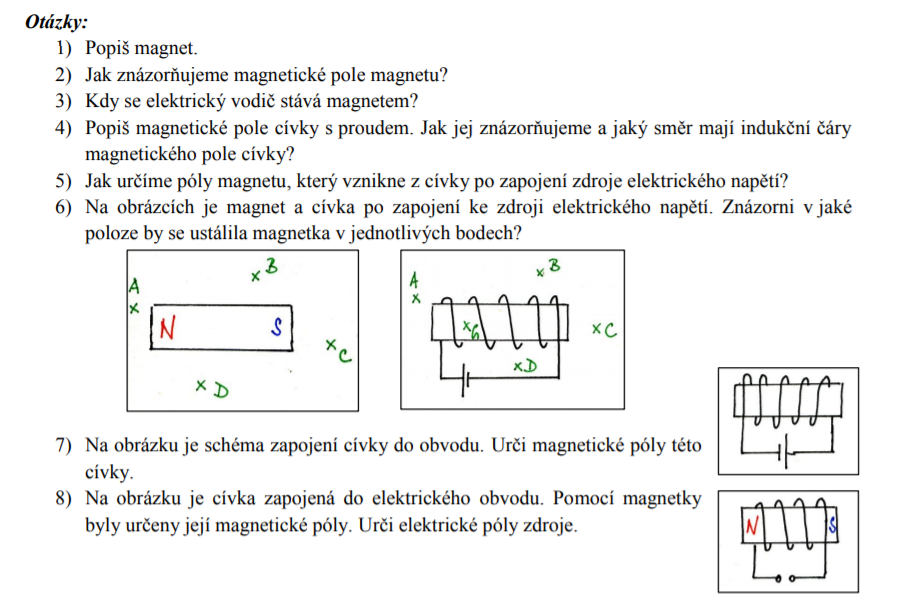 Otázky:
1) Popiš magnet.
2) Jak znázorňujeme magnetické pole magnetu?
3) Kdy se elektrický vodič stává magnetem?
4) Popiš magnetické pole cívky s proudem. Jak jej znázorňujeme a jaký směr mají indukční čáry
magnetického pole cívky?
5) Jak určíme póly magnetu, který vznikne z cívky po zapojení zdroje elektrického napětí?
6) Na obrázcích je magnet a cívka po zapojení ke zdroji elektrického napětí. Znázorni v jaké
poloze by se ustálila magnetka v jednotlivých bodech?
A
x
x B
N
S
x C
x D
A
x
x B
x G
x C
x D
7) Na obrázku je schéma zapojení cívky do obvodu. Urči magnetické póly této
cívky.
8) Na obrázku je cívka zapojená do elektrického obvodu. Pomocí magnetky
byly určeny její magnetické póly. Urči elektrické póly zdroje.
N
S